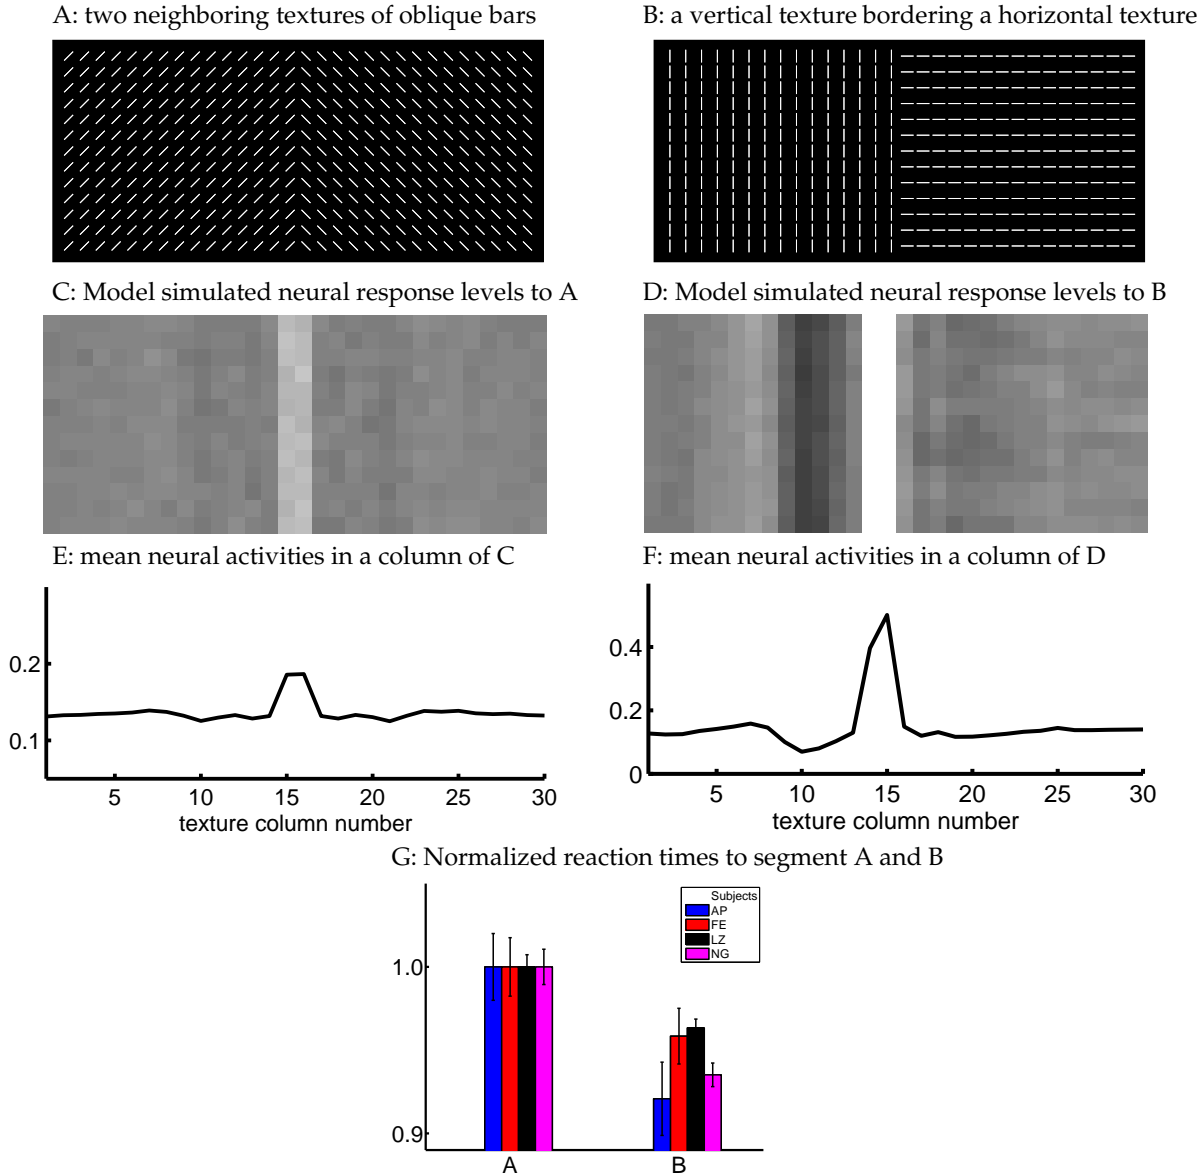 A: two neighboring textures of oblique bars
B: a vertical texture bordering a horizontal texture
C: Model simulated neural response levels to A
D: Model simulated neural response levels to B
E: mean neural activities in a column of C
F: mean neural activities in a column of D
0.2
0.1
5 10 15 20 25 30
texture column number
0.4
0.2
0
5 10 15 20 25 30
texture column number
G: Normalized reaction times to segment A and B
Subjects
AP
FE
LZ
NG
1.0
0.9
A B